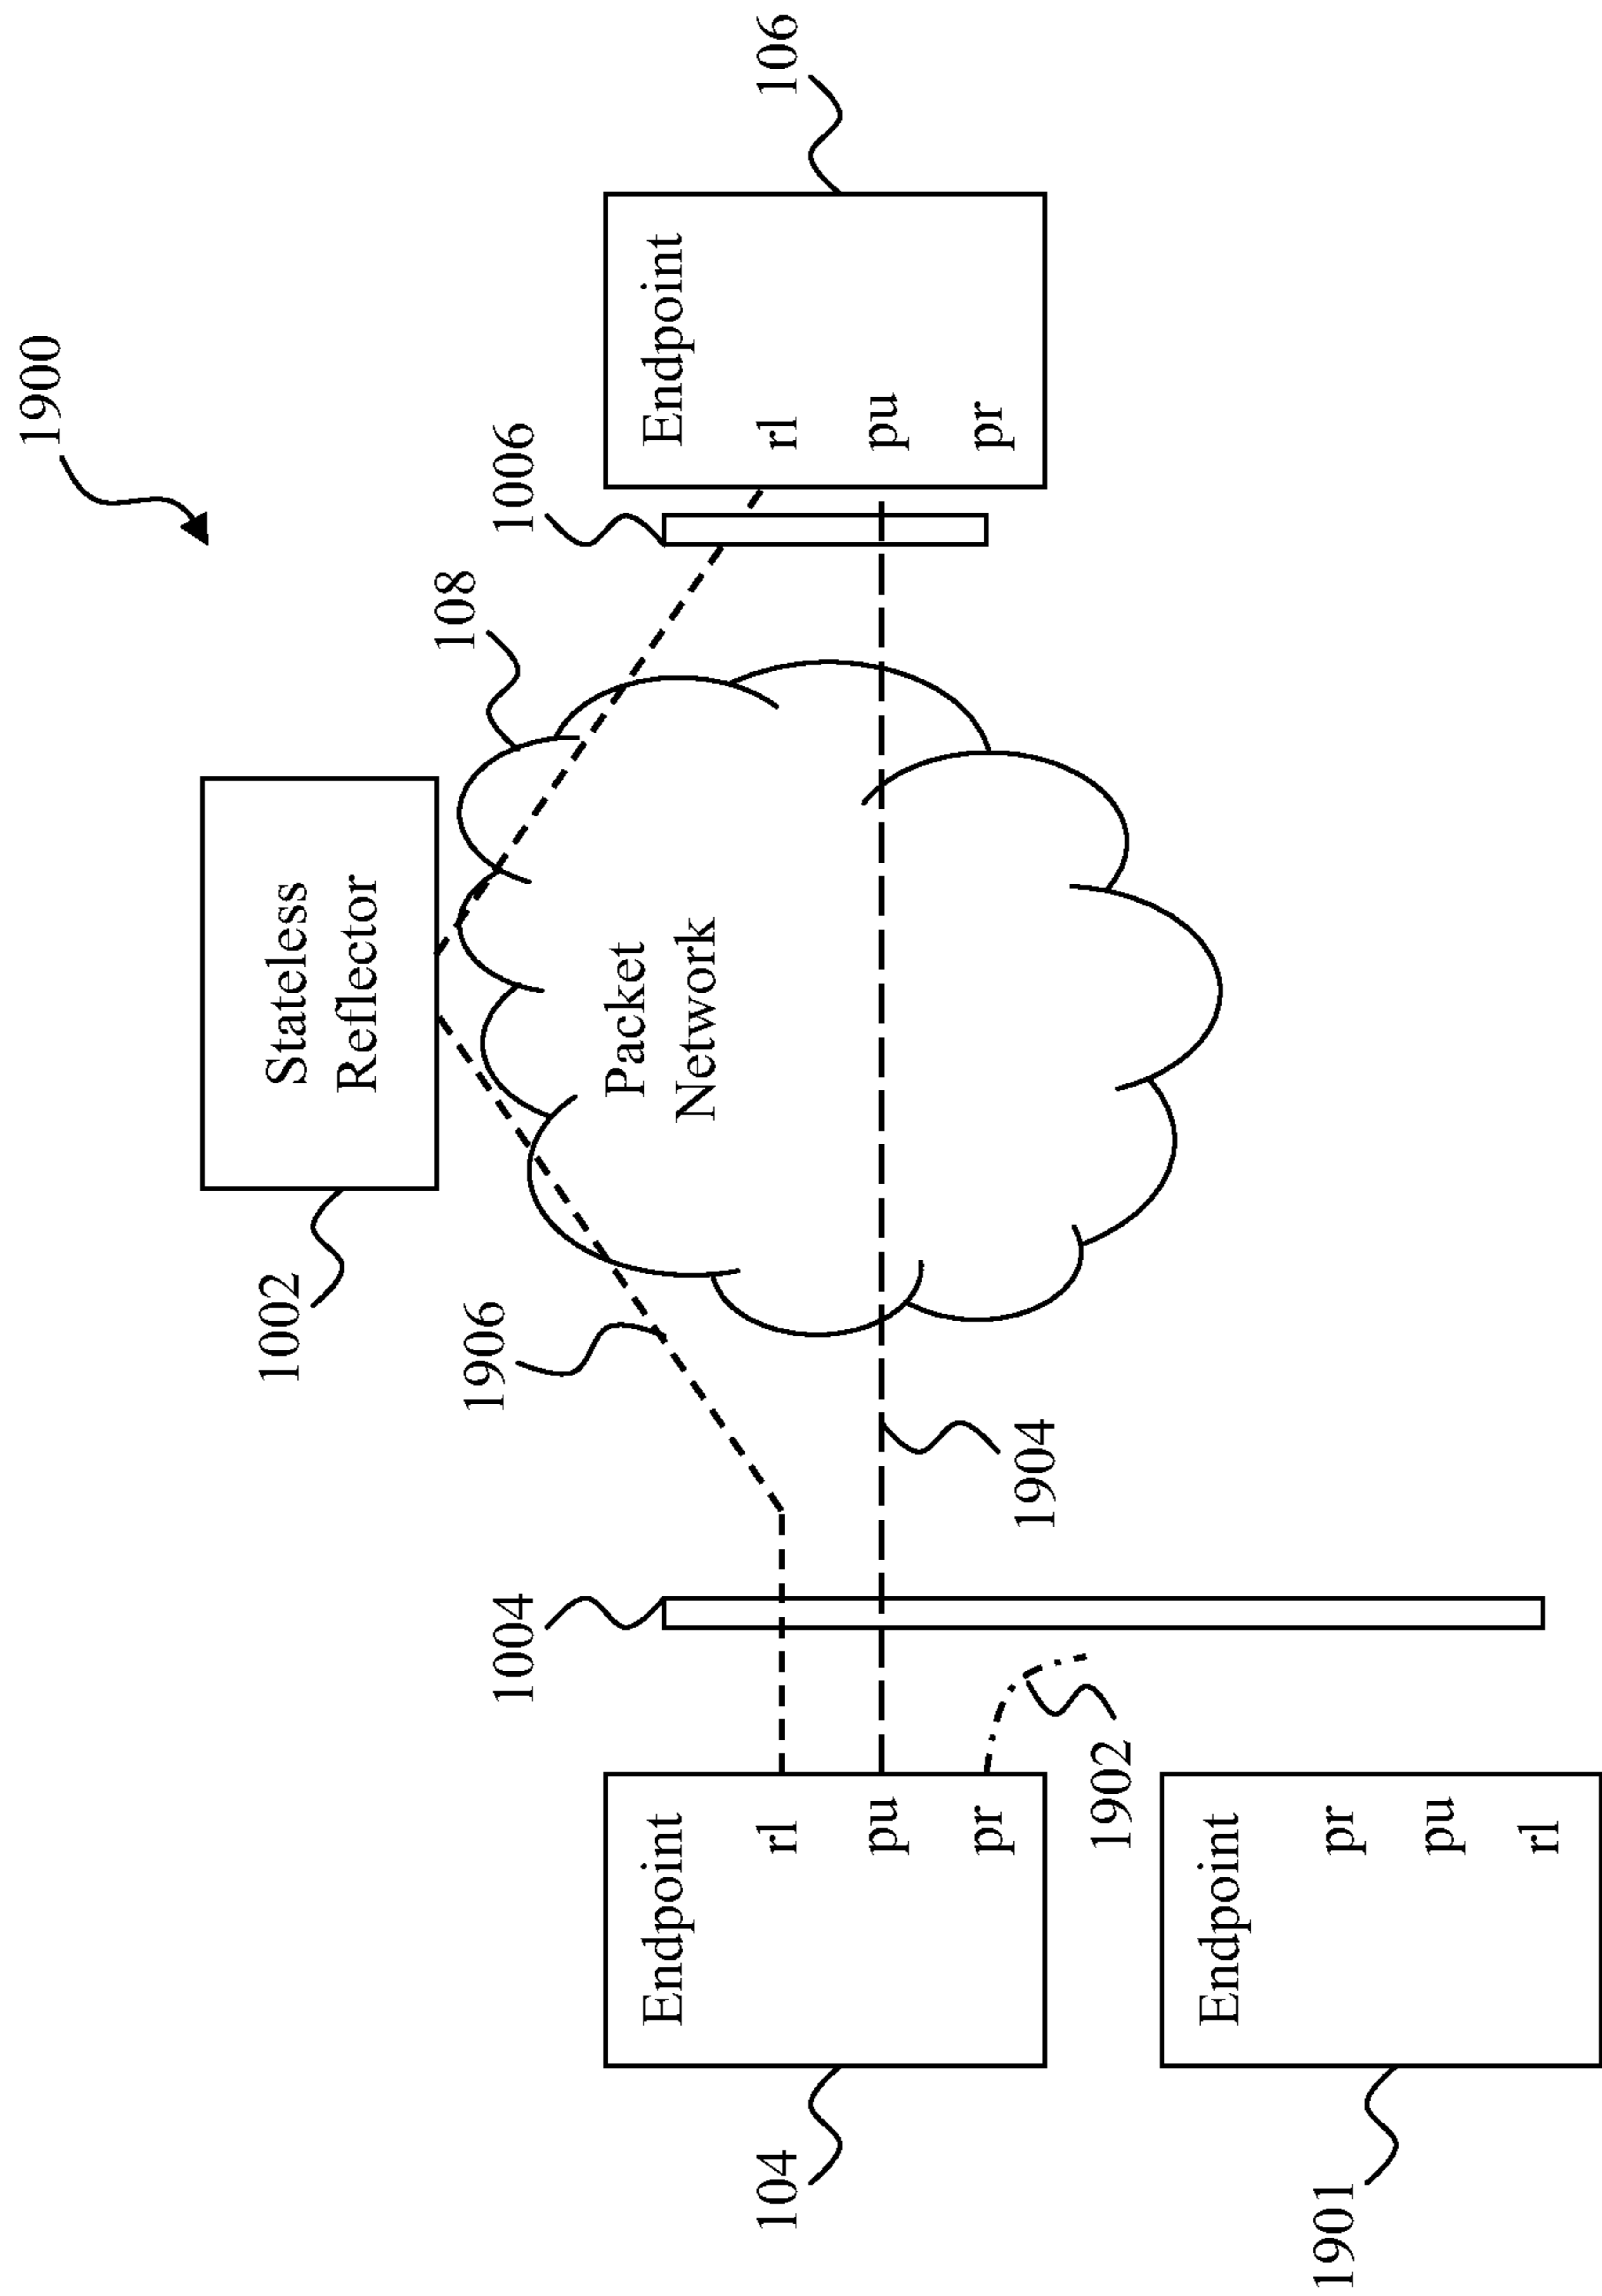 1900
Stateless
Reflector
1002
108
1906
1004
1006
Packet
Network
Endpoint
rl
pu
pr
104
Endpoint
rl
pu
pr
106
1904
1902
Endpoint
pr
pu
rl
1901